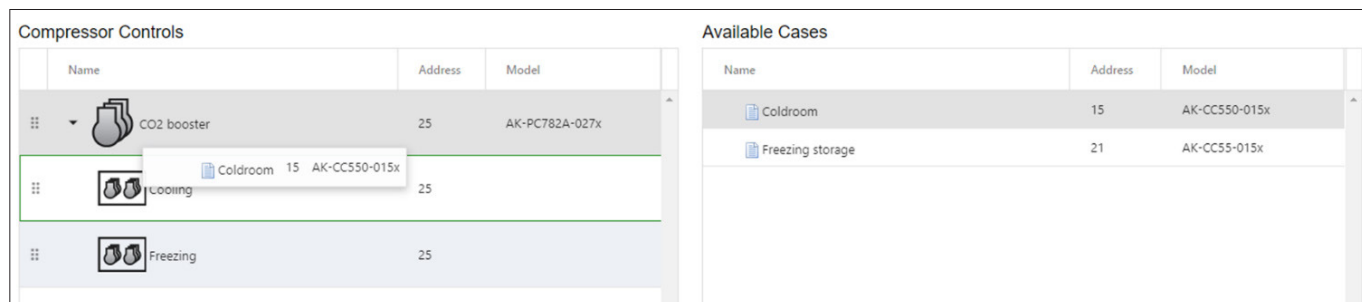 Compressor Controls
Name Address Model
CO2 booster 25 AK-PC782A-027x
Coldroom 15 AK-CC550-015x
Cooling 25
Freezing 25
Available Cases
Name Address Model
Coldroom 15 AK-CC550-015x
Freezing storage 21 AK-CC55-015x